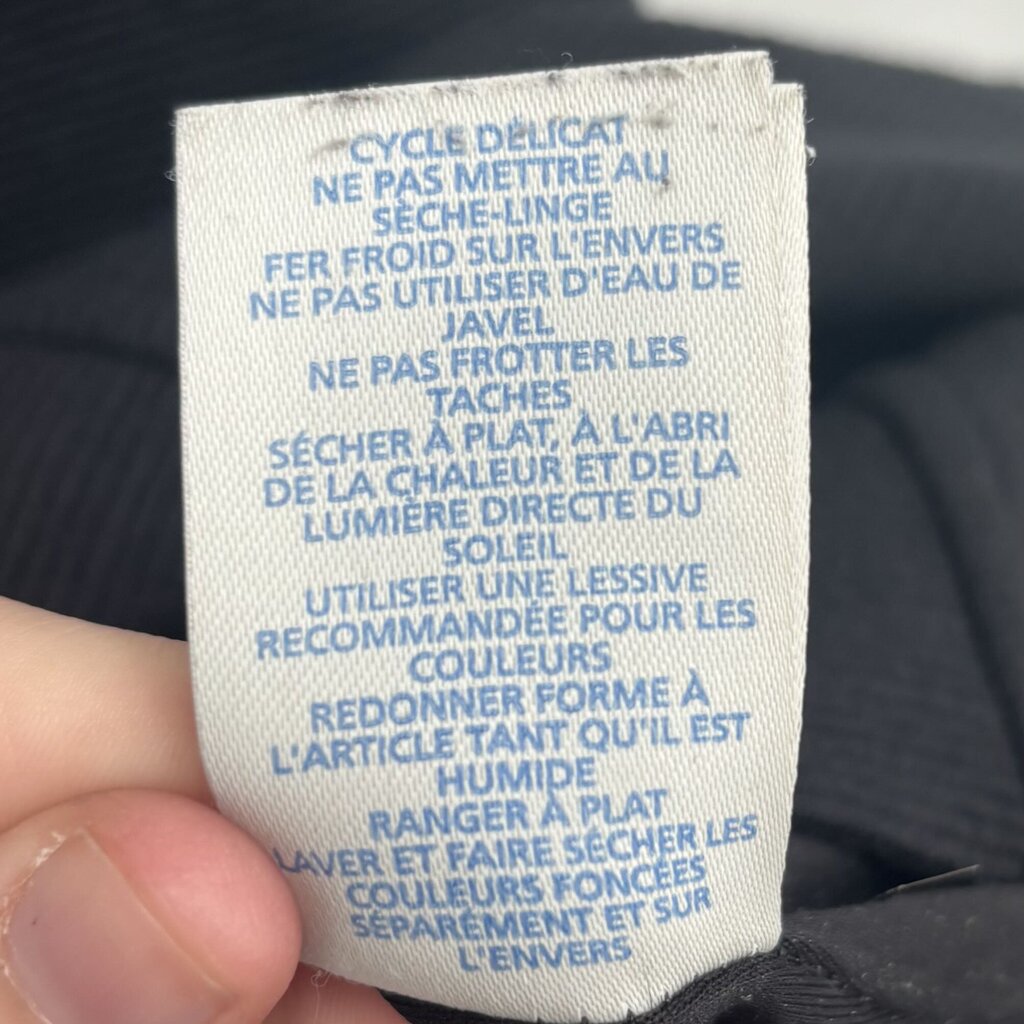 CYCLE DÉLICAT
NE PAS METTRE AU
SÈCHE-LINGE
FER FROID SUR L'ENVERS
NE PAS UTILISER D'EAU DE
JAVEL
NE PAS FROTTER LES
TACHES
SÉCHER À PLAT, À L'ABRI
DE LA CHALEUR ET DE LA
LUMIÈRE DIRECTE DU
SOLEIL
UTILISER UNE LESSIVE
RECOMMANDÉE POUR LES
COULEURS
REDONNER FORME À
L'ARTICLE TANT QU'IL EST
HUMIDE
RANGER À PLAT
LAVER ET FAIRE SÉCHER LES
COULEURS FONCÉES
SÉPARÉMENT ET SUR
L'ENVERS